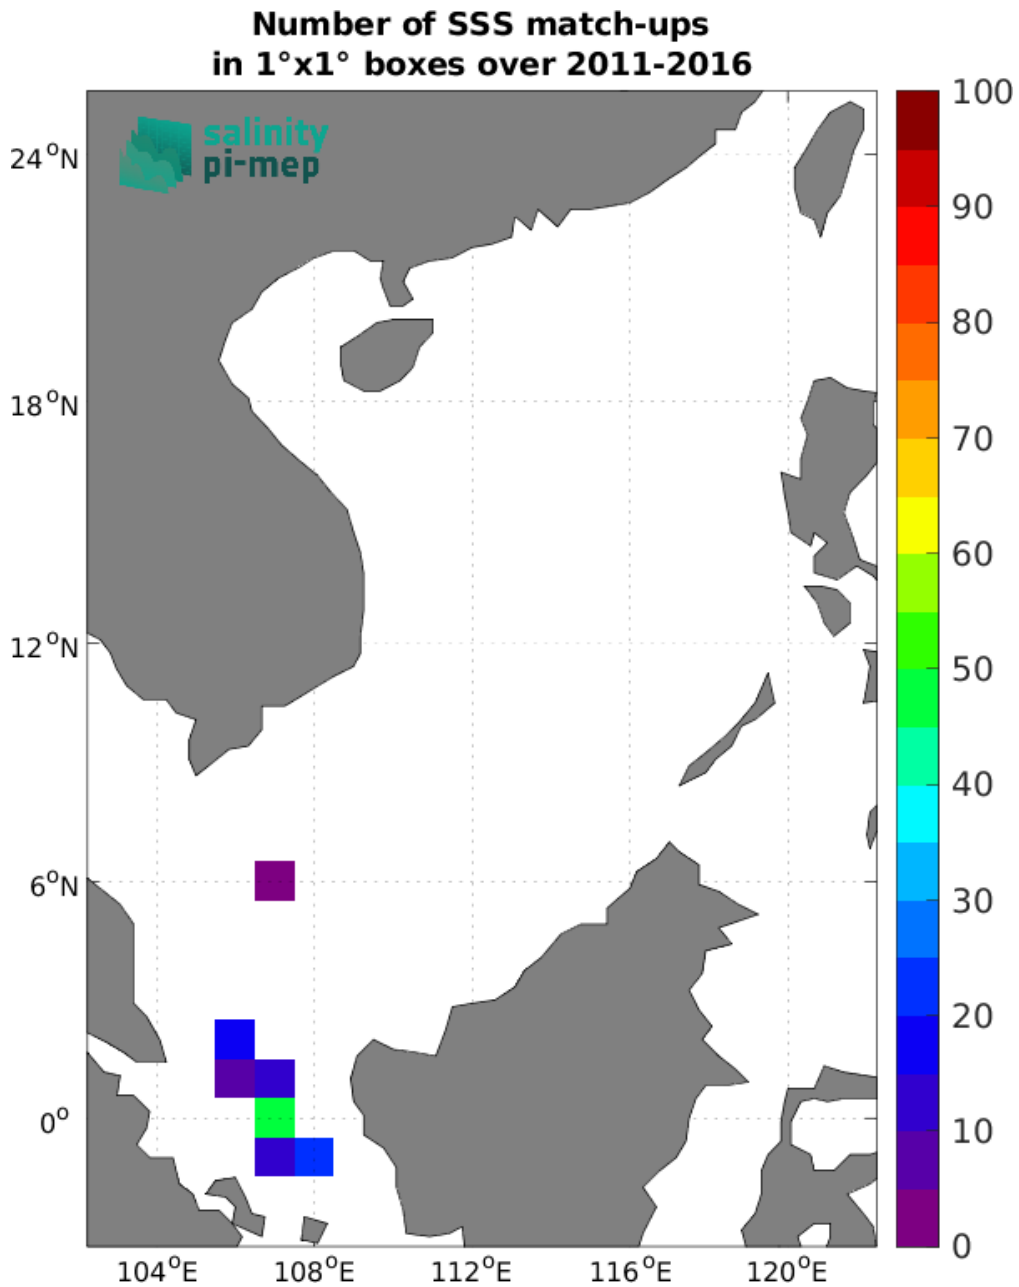 Number of SSS match-ups
in 1°x1° boxes over 2011-2016
salinity
pi-mep
24°N
18°N
12°N
6°N
0°
104°E 108°E 112°E 116°E 120°E
100
90
80
70
60
50
40
30
20
10
0